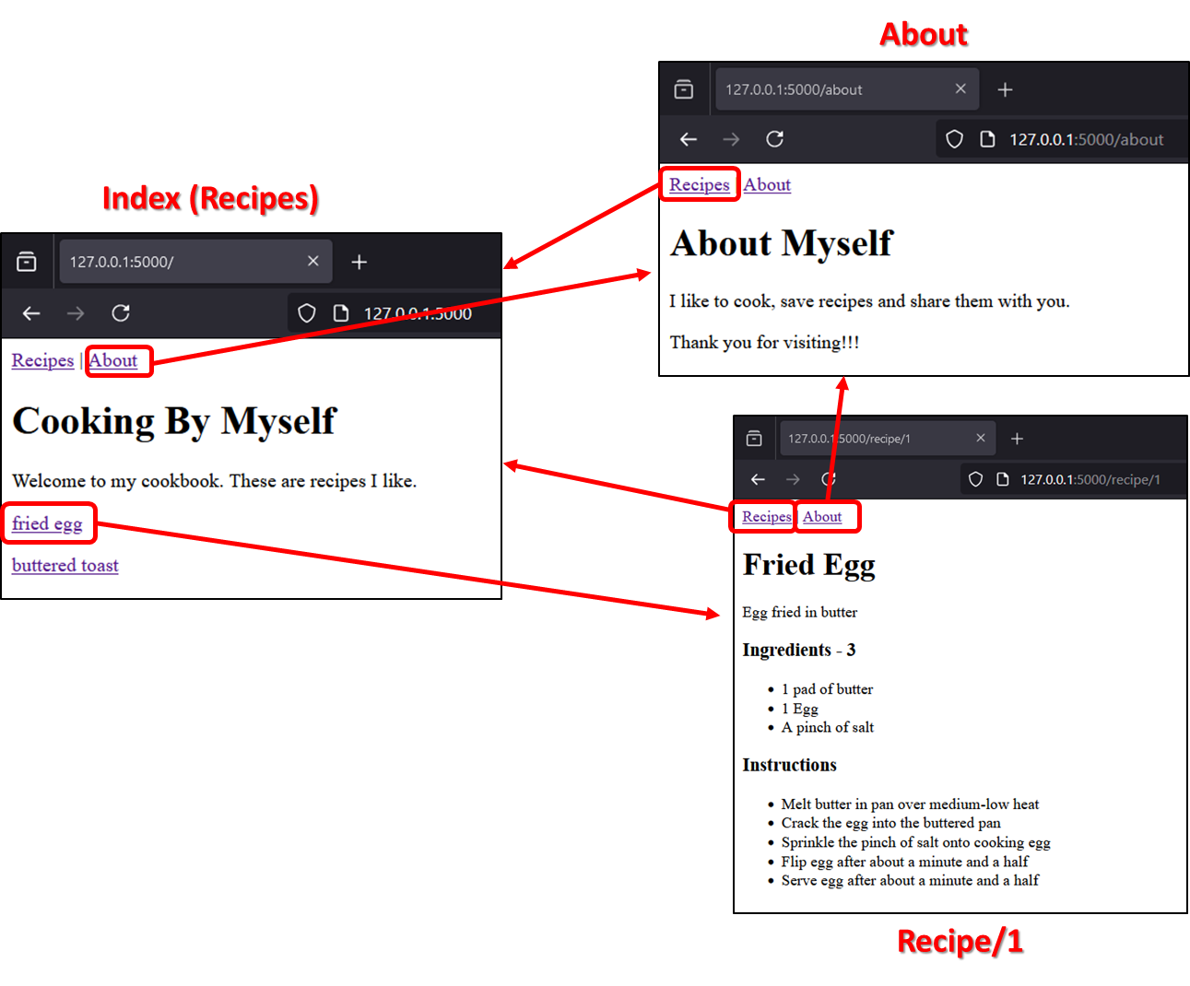 About
127.0.0.1:5000/about
127.0.0.1:5000/about
Recipes About
About Myself
I like to cook, save recipes and share them with you.
Thank you for visiting!!!
Index (Recipes)
127.0.0.1:5000/
127.0.0.1:5000
Recipes | About
Cooking By Myself
Welcome to my cookbook. These are recipes I like.
fried egg
buttered toast
127.0.0.1:5000/recipe/1
127.0.0.1:5000/recipe/1
Recipes About
Fried Egg
Egg fried in butter
Ingredients - 3
• 1 pad of butter
• 1 Egg
• A pinch of salt
Instructions
• Melt butter in pan over medium-low heat
• Crack the egg into the buttered pan
• Sprinkle the pinch of salt onto cooking egg
• Flip egg after about a minute and a half
• Serve egg after about a minute and a half
Recipe/1